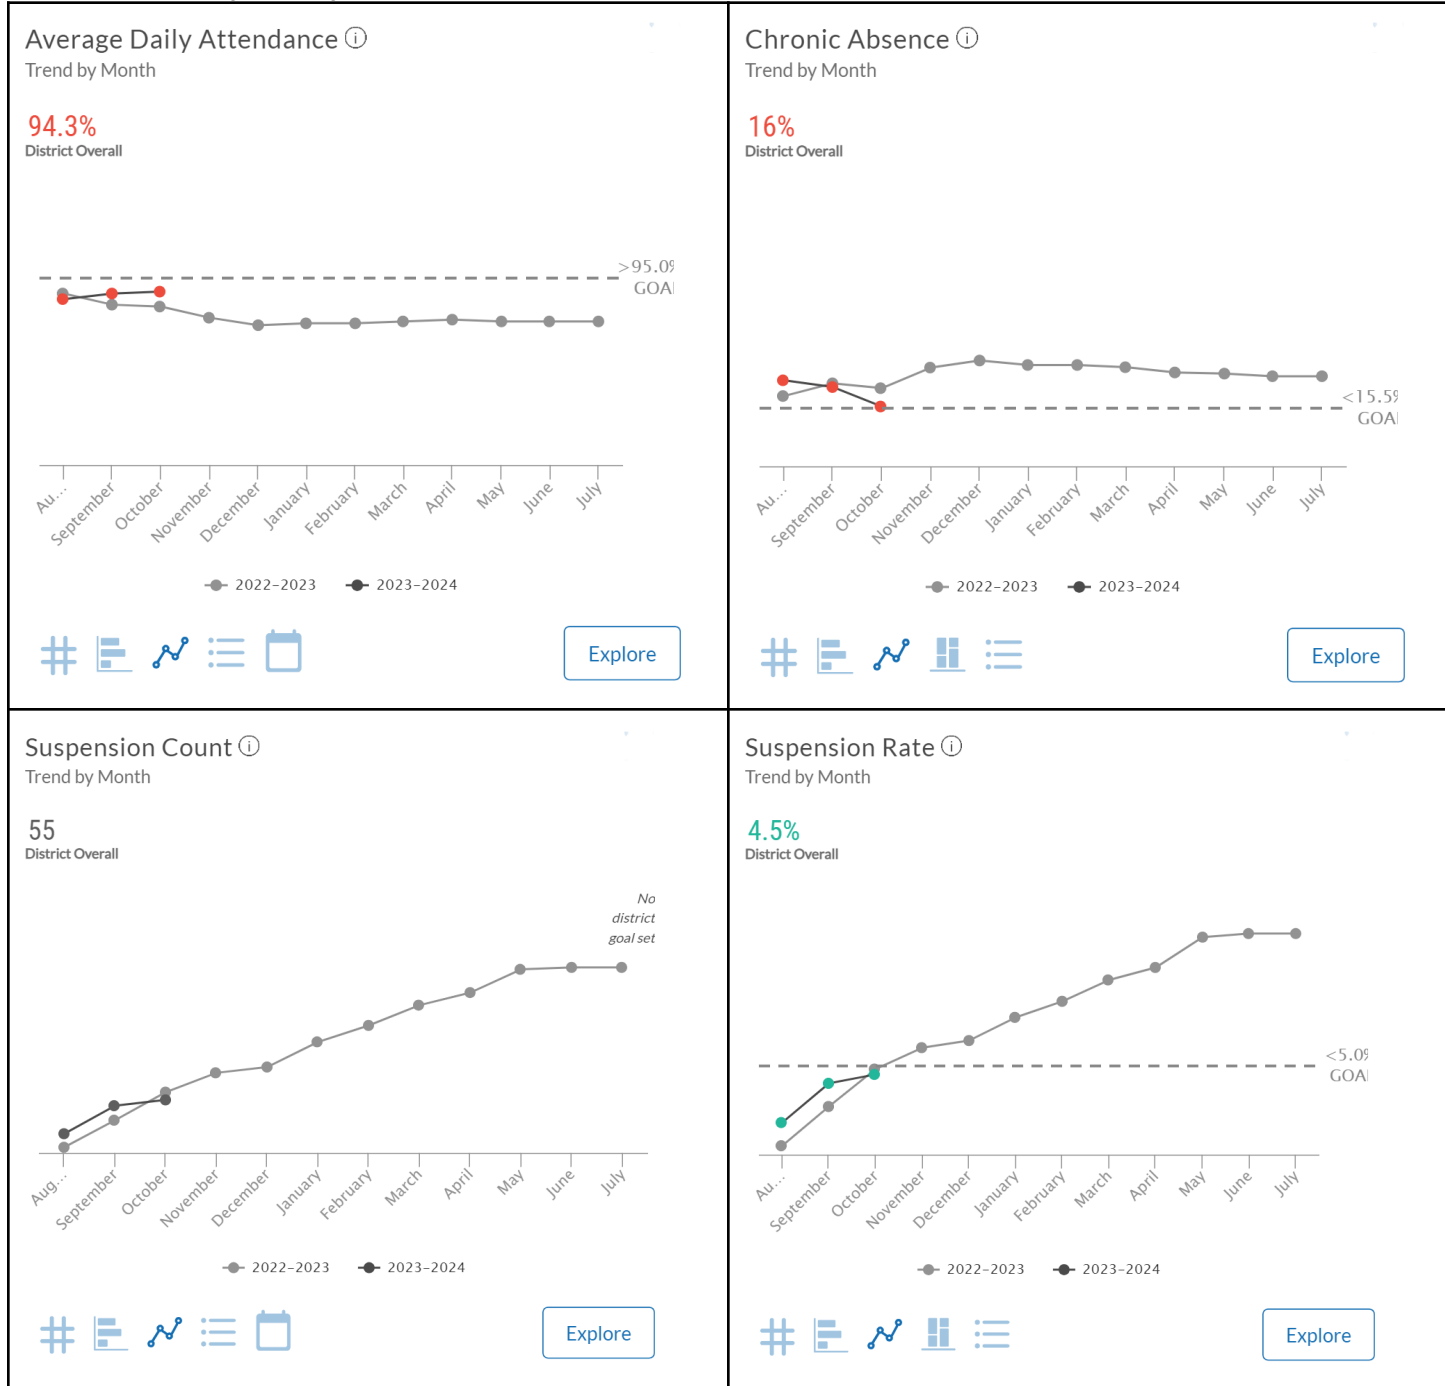 Average Daily Attendance
Trend by Month
94.3%
District Overall
>95.0%
GOAL
Au...
September
October
November
December
January
February
March
April
May
June
July
2022-2023
2023-2024
Explore
Chronic Absence
Trend by Month
16%
District Overall
<15.5%
GOAL
Au...
September
October
November
December
January
February
March
April
May
June
July
2022-2023
2023-2024
Explore
Suspension Count
Trend by Month
55
District Overall
No
district
goal set
Aug...
September
October
November
December
January
February
March
April
May
June
July
2022-2023
2023-2024
Explore
Suspension Rate
Trend by Month
4.5%
District Overall
<5.0%
GOAL
Au...
September
October
November
December
January
February
March
April
May
June
July
2022-2023
2023-2024
Explore